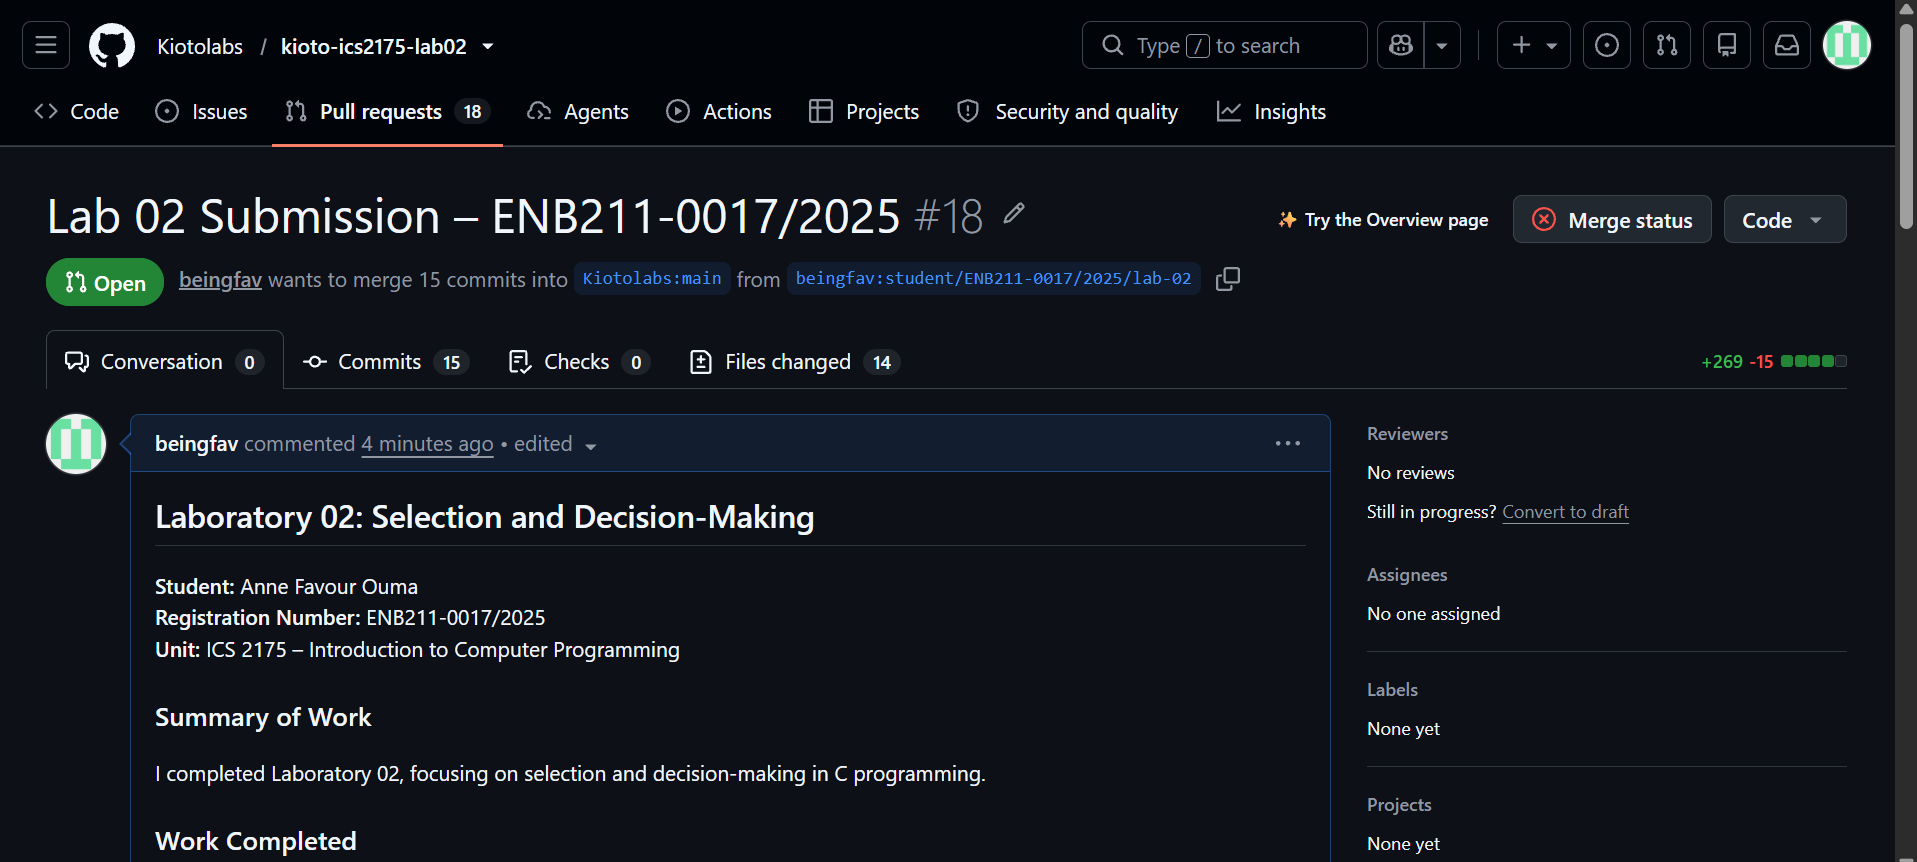 Kiotolabs / kioto-ics2175-lab02
Type / to search
Code
Issues
Pull requests 18
Agents
Actions
Projects
Security and quality
Insights
Lab 02 Submission – ENB211-0017/2025 #18
Try the Overview page
Merge status
Code
Open
beingfav wants to merge 15 commits into Kiotolabs:main from beingfav:student/ENB211-0017/2025/lab-02
Conversation 0
Commits 15
Checks 0
Files changed 14
+269 -15
beingfav commented 4 minutes ago • edited
Laboratory 02: Selection and Decision-Making
Student: Anne Favour Ouma
Registration Number: ENB211-0017/2025
Unit: ICS 2175 – Introduction to Computer Programming
Summary of Work
I completed Laboratory 02, focusing on selection and decision-making in C programming.
Work Completed
Reviewers
No reviews
Still in progress? Convert to draft
Assignees
No one assigned
Labels
None yet
Projects
None yet